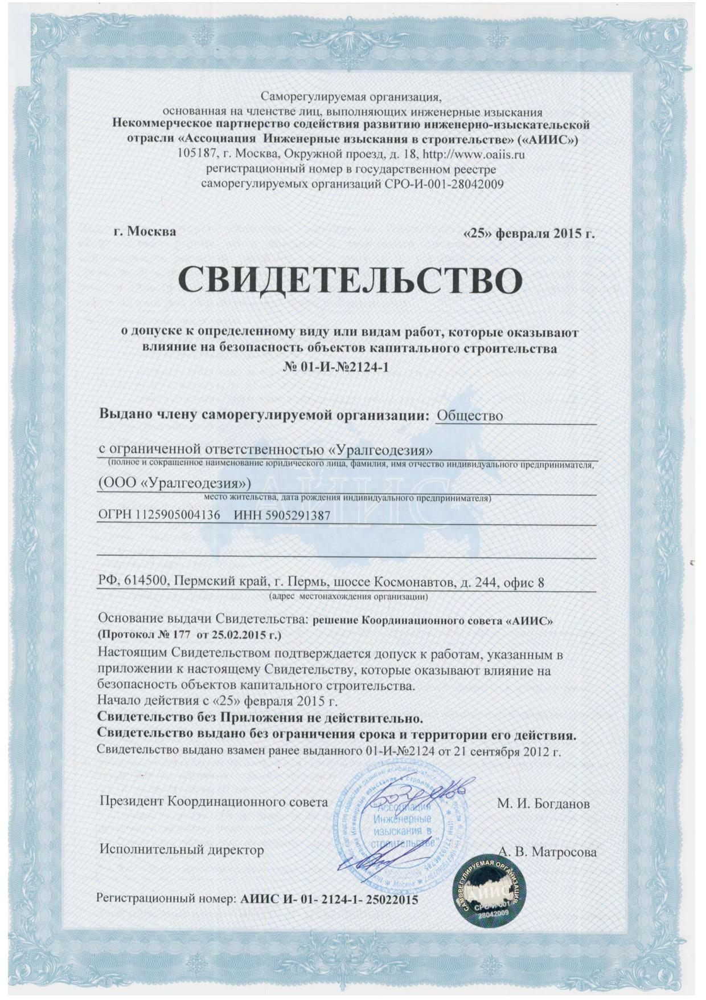 Саморегулируемая организация,
основанная на членстве лиц, выполняющих инженерные изыскания
Некоммерческое партнерство содействия развитию инженерно-изыскательской
отрасли «Ассоциация Инженерные изыскания в строительстве» («АИИС»)
105187, г. Москва, Окружной проезд, д. 18, http://www.oaiis.ru
регистрационный номер в государственном реестре
саморегулируемых организаций СРО-И-001-28042009
г. Москва «25» февраля 2015 г.
СВИДЕТЕЛЬСТВО
о допуске к определенному виду или видам работ, которые оказывают
влияние на безопасность объектов капитального строительства
№ 01-И-№2124-1
Выдано члену саморегулируемой организации: Общество
с ограниченной ответственностью «Уралгеодезия»
(полное и сокращенное наименование юридического лица, фамилия, имя отчество индивидуального предпринимателя,
(ООО «Уралгеодезия»)
место жительства, дата рождения индивидуального предпринимателя)
АИИС
ОГРН 1125905004136 ИНН 5905291387
РФ, 614500, Пермский край, г. Пермь, шоссе Космонавтов, д. 244, офис 8
(адрес местонахождения организации)
Основание выдачи Свидетельства: решение Координационного совета «АИИС»
(Протокол № 177 от 25.02.2015 г.)
Настоящим Свидетельством подтверждается допуск к работам, указанным в
приложении к настоящему Свидетельству, которые оказывают влияние на
безопасность объектов капитального строительства.
Начало действия с «25» февраля 2015 г.
Свидетельство без Приложения не действительно.
Свидетельство выдано без ограничения срока и территории его действия.
Свидетельство выдано взамен ранее выданного 01-И-№2124 от 21 сентября 2012 г.
Президент Координационного совета М. И. Богданов
"Ассоциация
Инженерные
изыскания в
строительстве"
Исполнительный директор А. В. Матросова
САМОРЕГУЛИРУЕМАЯ ОРГАНИЗАЦИЯ
АИИС
СРО-И-001
28042009
Регистрационный номер: АИИС И- 01- 2124-1- 25022015